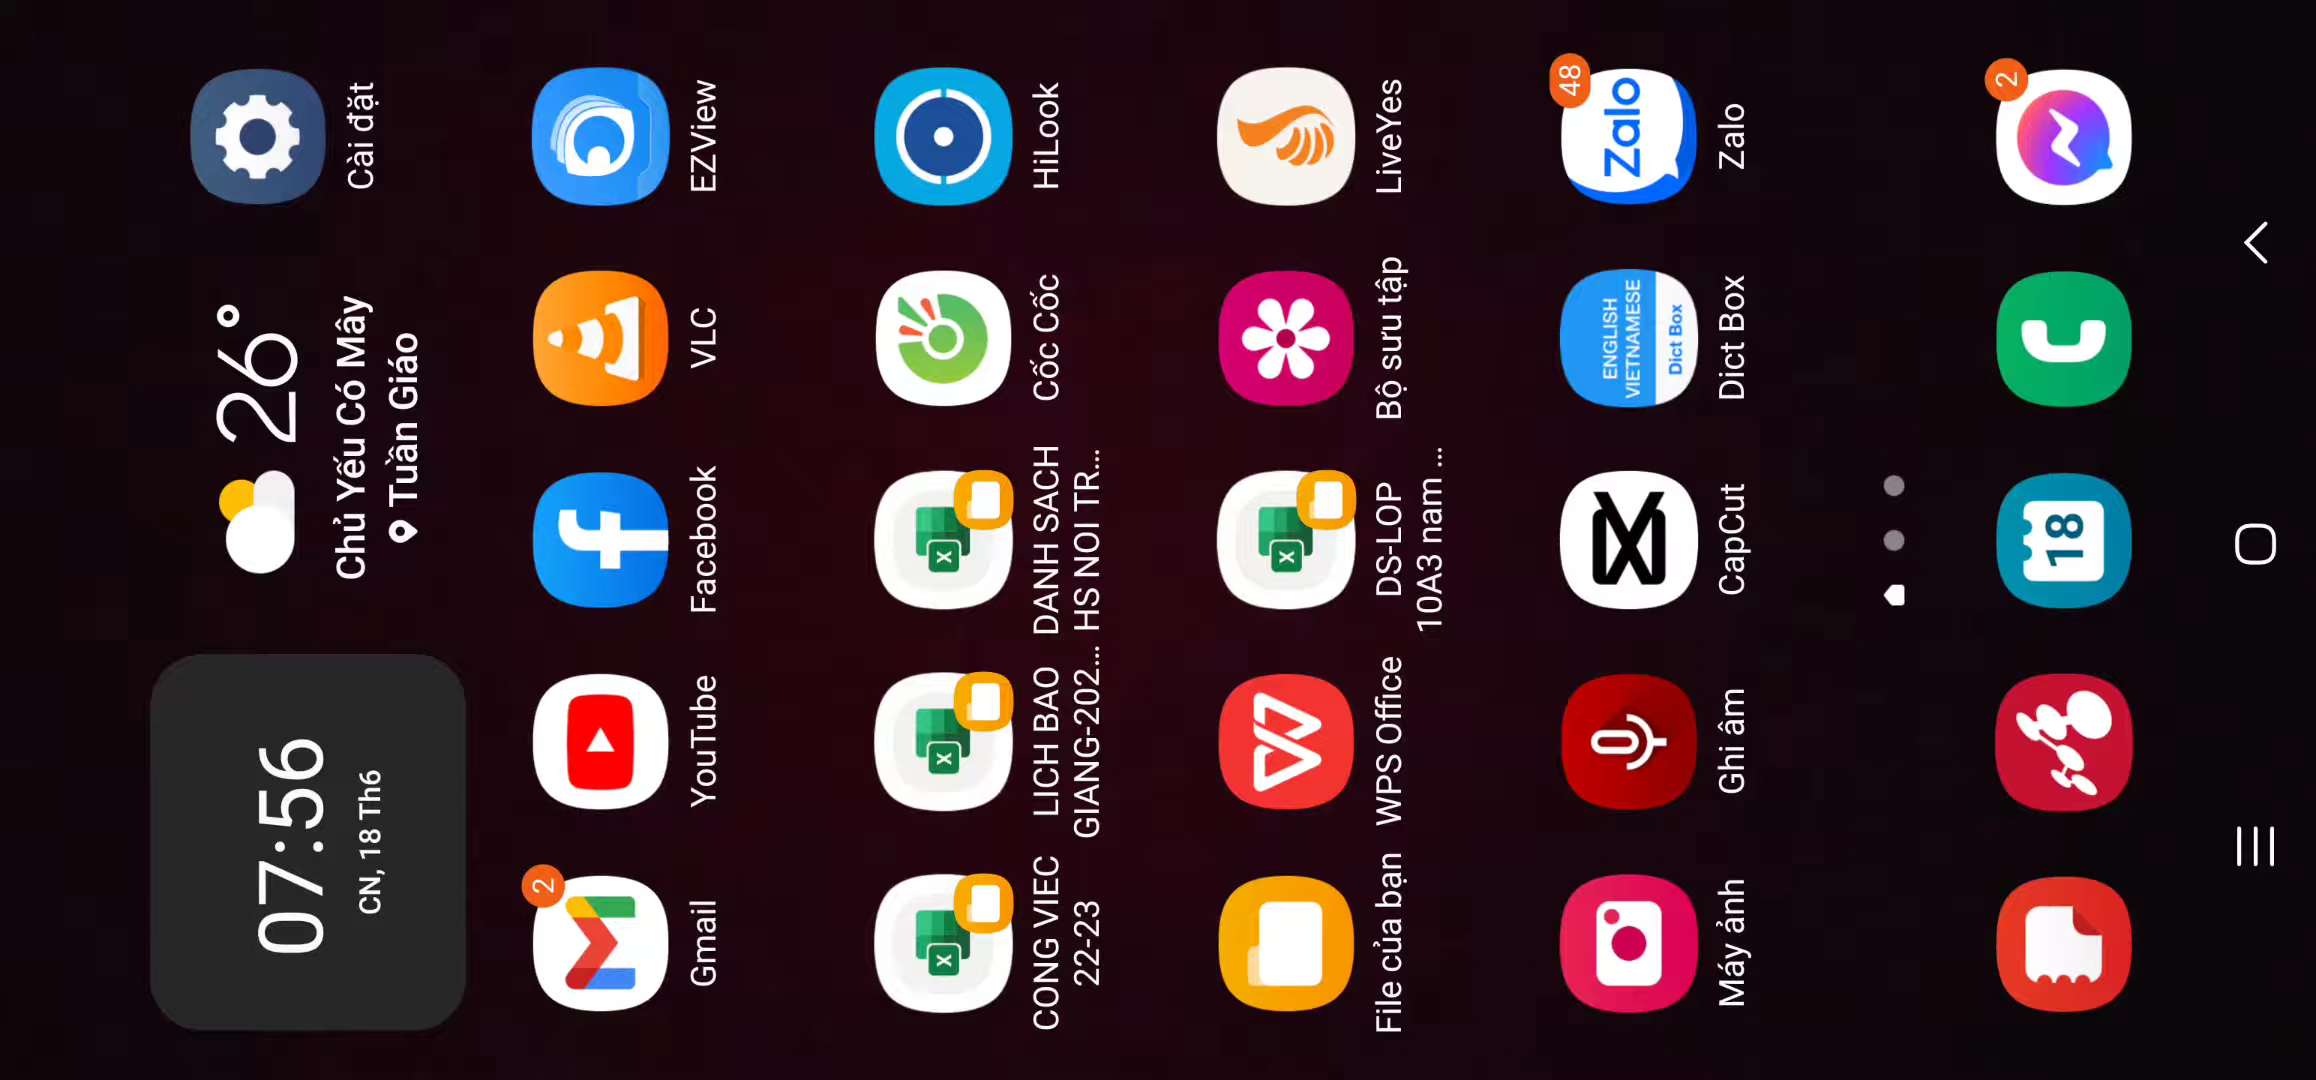 07:56
CN, 18 Th6
26°
Chủ Yếu Có Mây
Tuần Giáo
Cài đặt
2
Gmail
YouTube
Facebook
VLC
EZView
CONG VIEC
22-23
LICH BAO
GIANG-202...
DANH SACH
HS NOI TR...
Cốc Cốc
HiLook
File của bạn
WPS Office
DS-LOP
10A3 nam ...
Bộ sưu tập
LiveYes
Máy ảnh
Ghi âm
CapCut
ENGLISH
VIETNAMESE
Dict Box
Dict Box
48
Zalo
Zalo
18
2